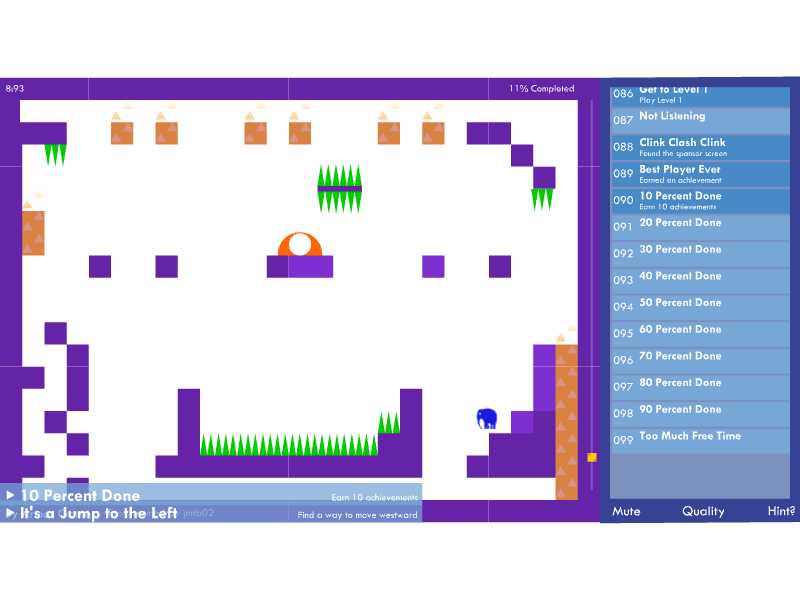 8:93
11% Completed
086 Get to Level 1
Play Level 1
087 Not Listening
088 Clink Clash Clink
Found the sponsor screen
089 Best Player Ever
Earned an achievement
090 10 Percent Done
Earn 10 achievements
091 20 Percent Done
092 30 Percent Done
093 40 Percent Done
094 50 Percent Done
095 60 Percent Done
096 70 Percent Done
097 80 Percent Done
098 90 Percent Done
099 Too Much Free Time
10 Percent Done
Earn 10 achievements
It's a Jump to the Left
jmtb02
Find a way to move westward
Mute
Quality
Hint?